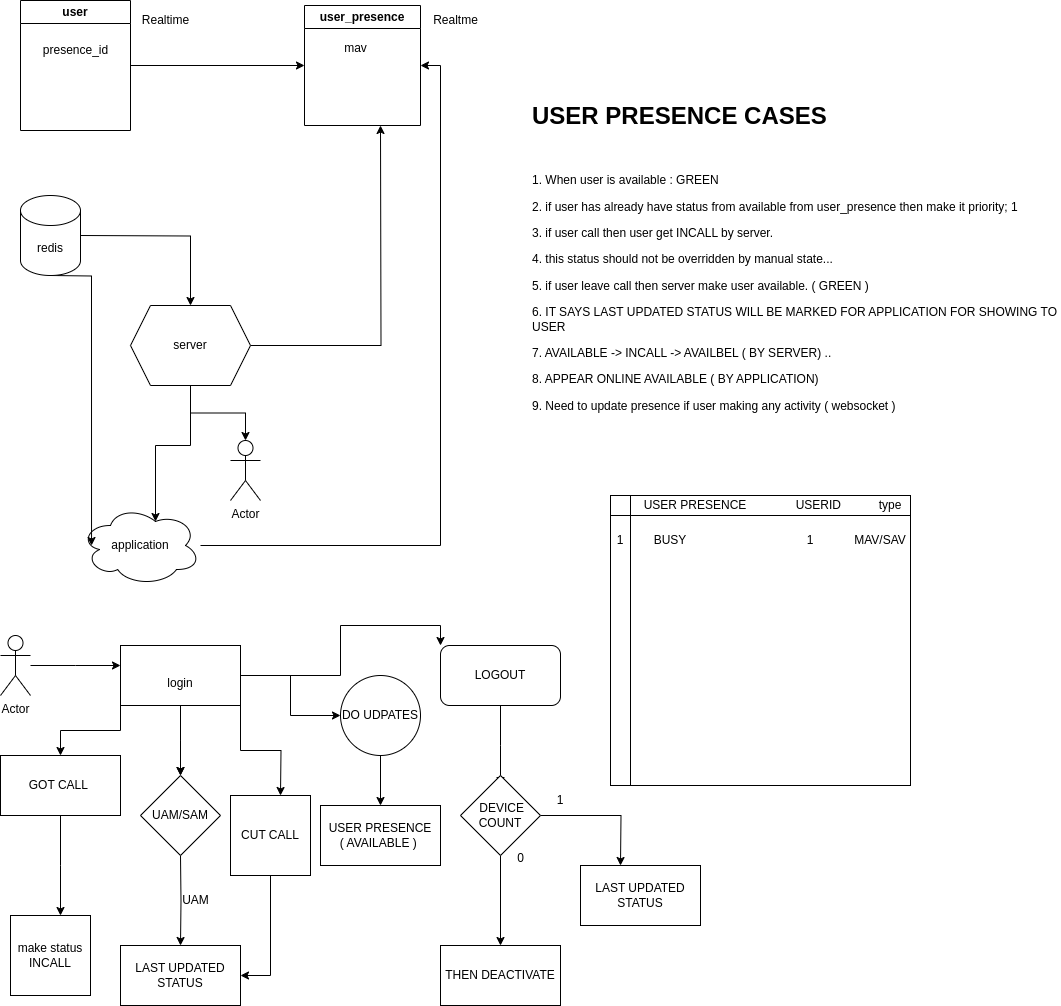 user
Realtime
user_presence
Realtme
presence_id
mav
USER PRESENCE CASES
1. When user is available : GREEN
2. if user has already have status from available from user_presence then make it priority; 1
3. if user call then user get INCALL by server.
4. this status should not be overridden by manual state...
5. if user leave call then server make user available. ( GREEN )
6. IT SAYS LAST UPDATED STATUS WILL BE MARKED FOR APPLICATION FOR SHOWING TO
USER
7. AVAILABLE -> INCALL -> AVAILBEL ( BY SERVER) ..
8. APPEAR ONLINE AVAILABLE ( BY APPLICATION)
9. Need to update presence if user making any activity ( websocket )
redis
server
Actor
application
USER PRESENCE USERID type
1 BUSY 1 MAV/SAV
Actor
login
LOGOUT
DO UDPATES
GOT CALL
UAM/SAM
CUT CALL
USER PRESENCE
( AVAILABLE )
DEVICE
COUNT
1
0
UAM
LAST UPDATED
STATUS
make status
INCALL
LAST UPDATED
STATUS
THEN DEACTIVATE